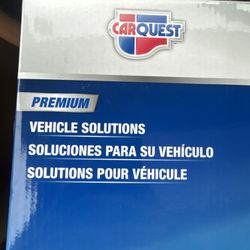 CARQUEST
PREMIUM
VEHICLE SOLUTIONS
SOLUCIONES PARA SU VEHÍCULO
SOLUTIONS POUR VÉHICULE